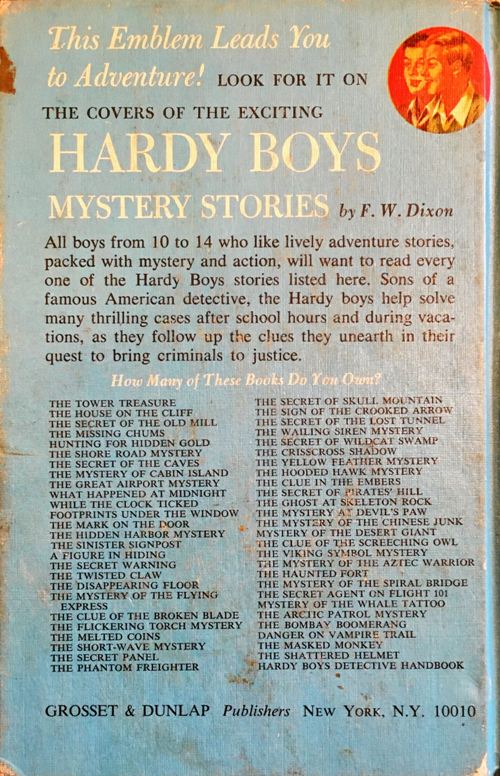 This Emblem Leads You
to Adventure! LOOK FOR IT ON
THE COVERS OF THE EXCITING
HARDY BOYS
MYSTERY STORIES by F. W. Dixon
All boys from 10 to 14 who like lively adventure stories,
packed with mystery and action, will want to read every
one of the Hardy Boys stories listed here. Sons of a
famous American detective, the Hardy boys help solve
many thrilling cases after school hours and during vaca-
tions, as they follow up the clues they unearth in their
quest to bring criminals to justice.
How Many of These Books Do You Own?
THE TOWER TREASURE
THE HOUSE ON THE CLIFF
THE SECRET OF THE OLD MILL
THE MISSING CHUMS
HUNTING FOR HIDDEN GOLD
THE SHORE ROAD MYSTERY
THE SECRET OF THE CAVES
THE MYSTERY OF CABIN ISLAND
THE GREAT AIRPORT MYSTERY
WHAT HAPPENED AT MIDNIGHT
WHILE THE CLOCK TICKED
FOOTPRINTS UNDER THE WINDOW
THE MARK ON THE DOOR
THE HIDDEN HARBOR MYSTERY
THE SINISTER SIGNPOST
A FIGURE IN HIDING
THE SECRET WARNING
THE TWISTED CLAW
THE DISAPPEARING FLOOR
THE MYSTERY OF THE FLYING
EXPRESS
THE CLUE OF THE BROKEN BLADE
THE FLICKERING TORCH MYSTERY
THE MELTED COINS
THE SHORT-WAVE MYSTERY
THE SECRET PANEL
THE PHANTOM FREIGHTER
THE SECRET OF SKULL MOUNTAIN
THE SIGN OF THE CROOKED ARROW
THE SECRET OF THE LOST TUNNEL
THE WAILING SIREN MYSTERY
THE SECRET OF WILDCAT SWAMP
THE CRISSCROSS SHADOW
THE YELLOW FEATHER MYSTERY
THE HOODED HAWK MYSTERY
THE CLUE IN THE EMBERS
THE SECRET OF PIRATES' HILL
THE GHOST AT SKELETON ROCK
THE MYSTERY AT DEVIL'S PAW
THE MYSTERY OF THE CHINESE JUNK
MYSTERY OF THE DESERT GIANT
THE CLUE OF THE SCREECHING OWL
THE VIKING SYMBOL MYSTERY
THE MYSTERY OF THE AZTEC WARRIOR
THE HAUNTED FORT
THE MYSTERY OF THE SPIRAL BRIDGE
THE SECRET AGENT ON FLIGHT 101
MYSTERY OF THE WHALE TATTOO
THE ARCTIC PATROL MYSTERY
THE BOMBAY BOOMERANG
DANGER ON VAMPIRE TRAIL
THE MASKED MONKEY
THE SHATTERED HELMET
HARDY BOYS DETECTIVE HANDBOOK
GROSSET & DUNLAP Publishers NEW YORK, N.Y. 10010